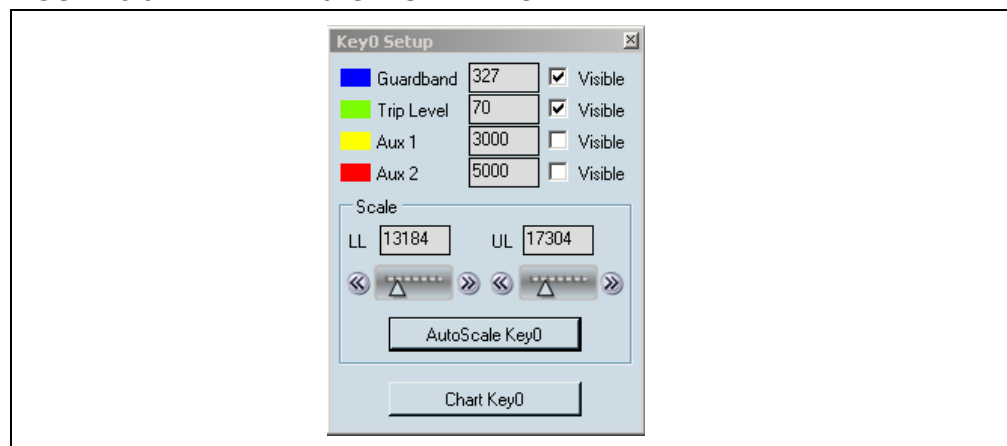 Key0 Setup
Guardband 327 Visible
Trip Level 70 Visible
Aux 1 3000 Visible
Aux 2 5000 Visible
Scale
LL 13184 UL 17304
AutoScale Key0
Chart Key0